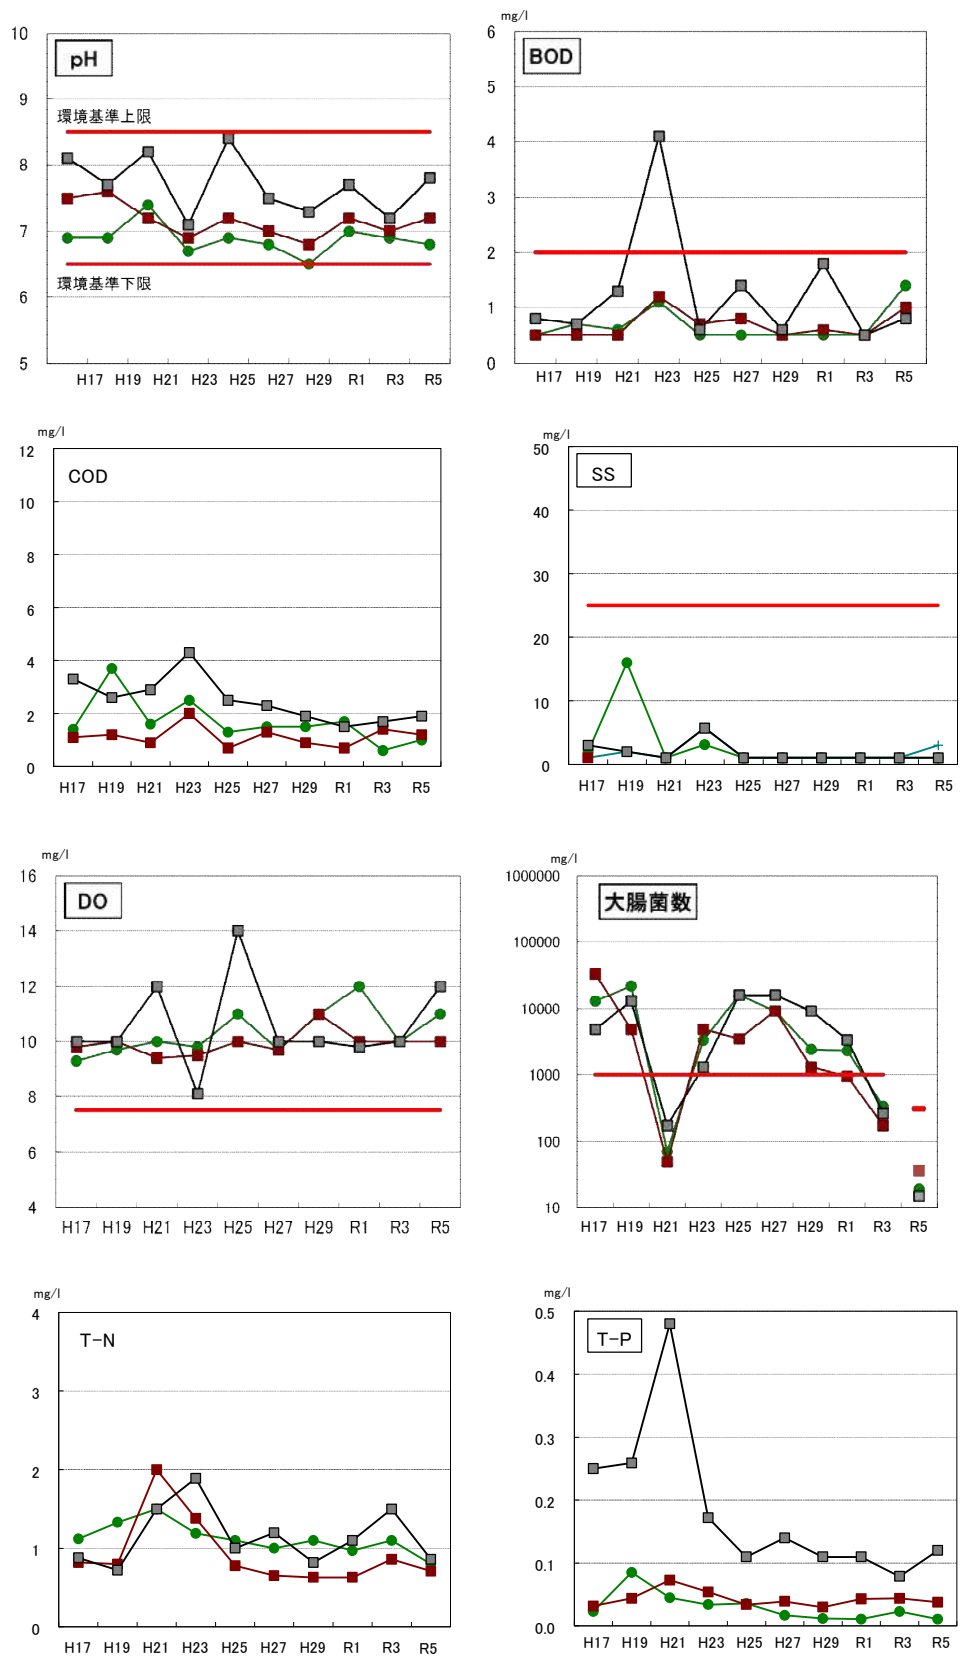 pH
10
9
環境基準上限
8
7
6
環境基準下限
5
H17 H19 H21 H23 H25 H27 H29 R1 R3 R5
mg/l
BOD
6
5
4
3
2
1
0
H17 H19 H21 H23 H25 H27 H29 R1 R3 R5
mg/l
COD
12
10
8
6
4
2
0
H17 H19 H21 H23 H25 H27 H29 R1 R3 R5
mg/l
SS
50
40
30
20
10
0
H17 H19 H21 H23 H25 H27 H29 R1 R3 R5
mg/l
DO
16
14
12
10
8
6
4
H17 H19 H21 H23 H25 H27 H29 R1 R3 R5
mg/l
大腸菌数
1000000
100000
10000
1000
100
10
H17 H19 H21 H23 H25 H27 H29 R1 R3 R5
mg/l
T-N
4
3
2
1
0
H17 H19 H21 H23 H25 H27 H29 R1 R3 R5
mg/l
T-P
0.5
0.4
0.3
0.2
0.1
0.0
H17 H19 H21 H23 H25 H27 H29 R1 R3 R5